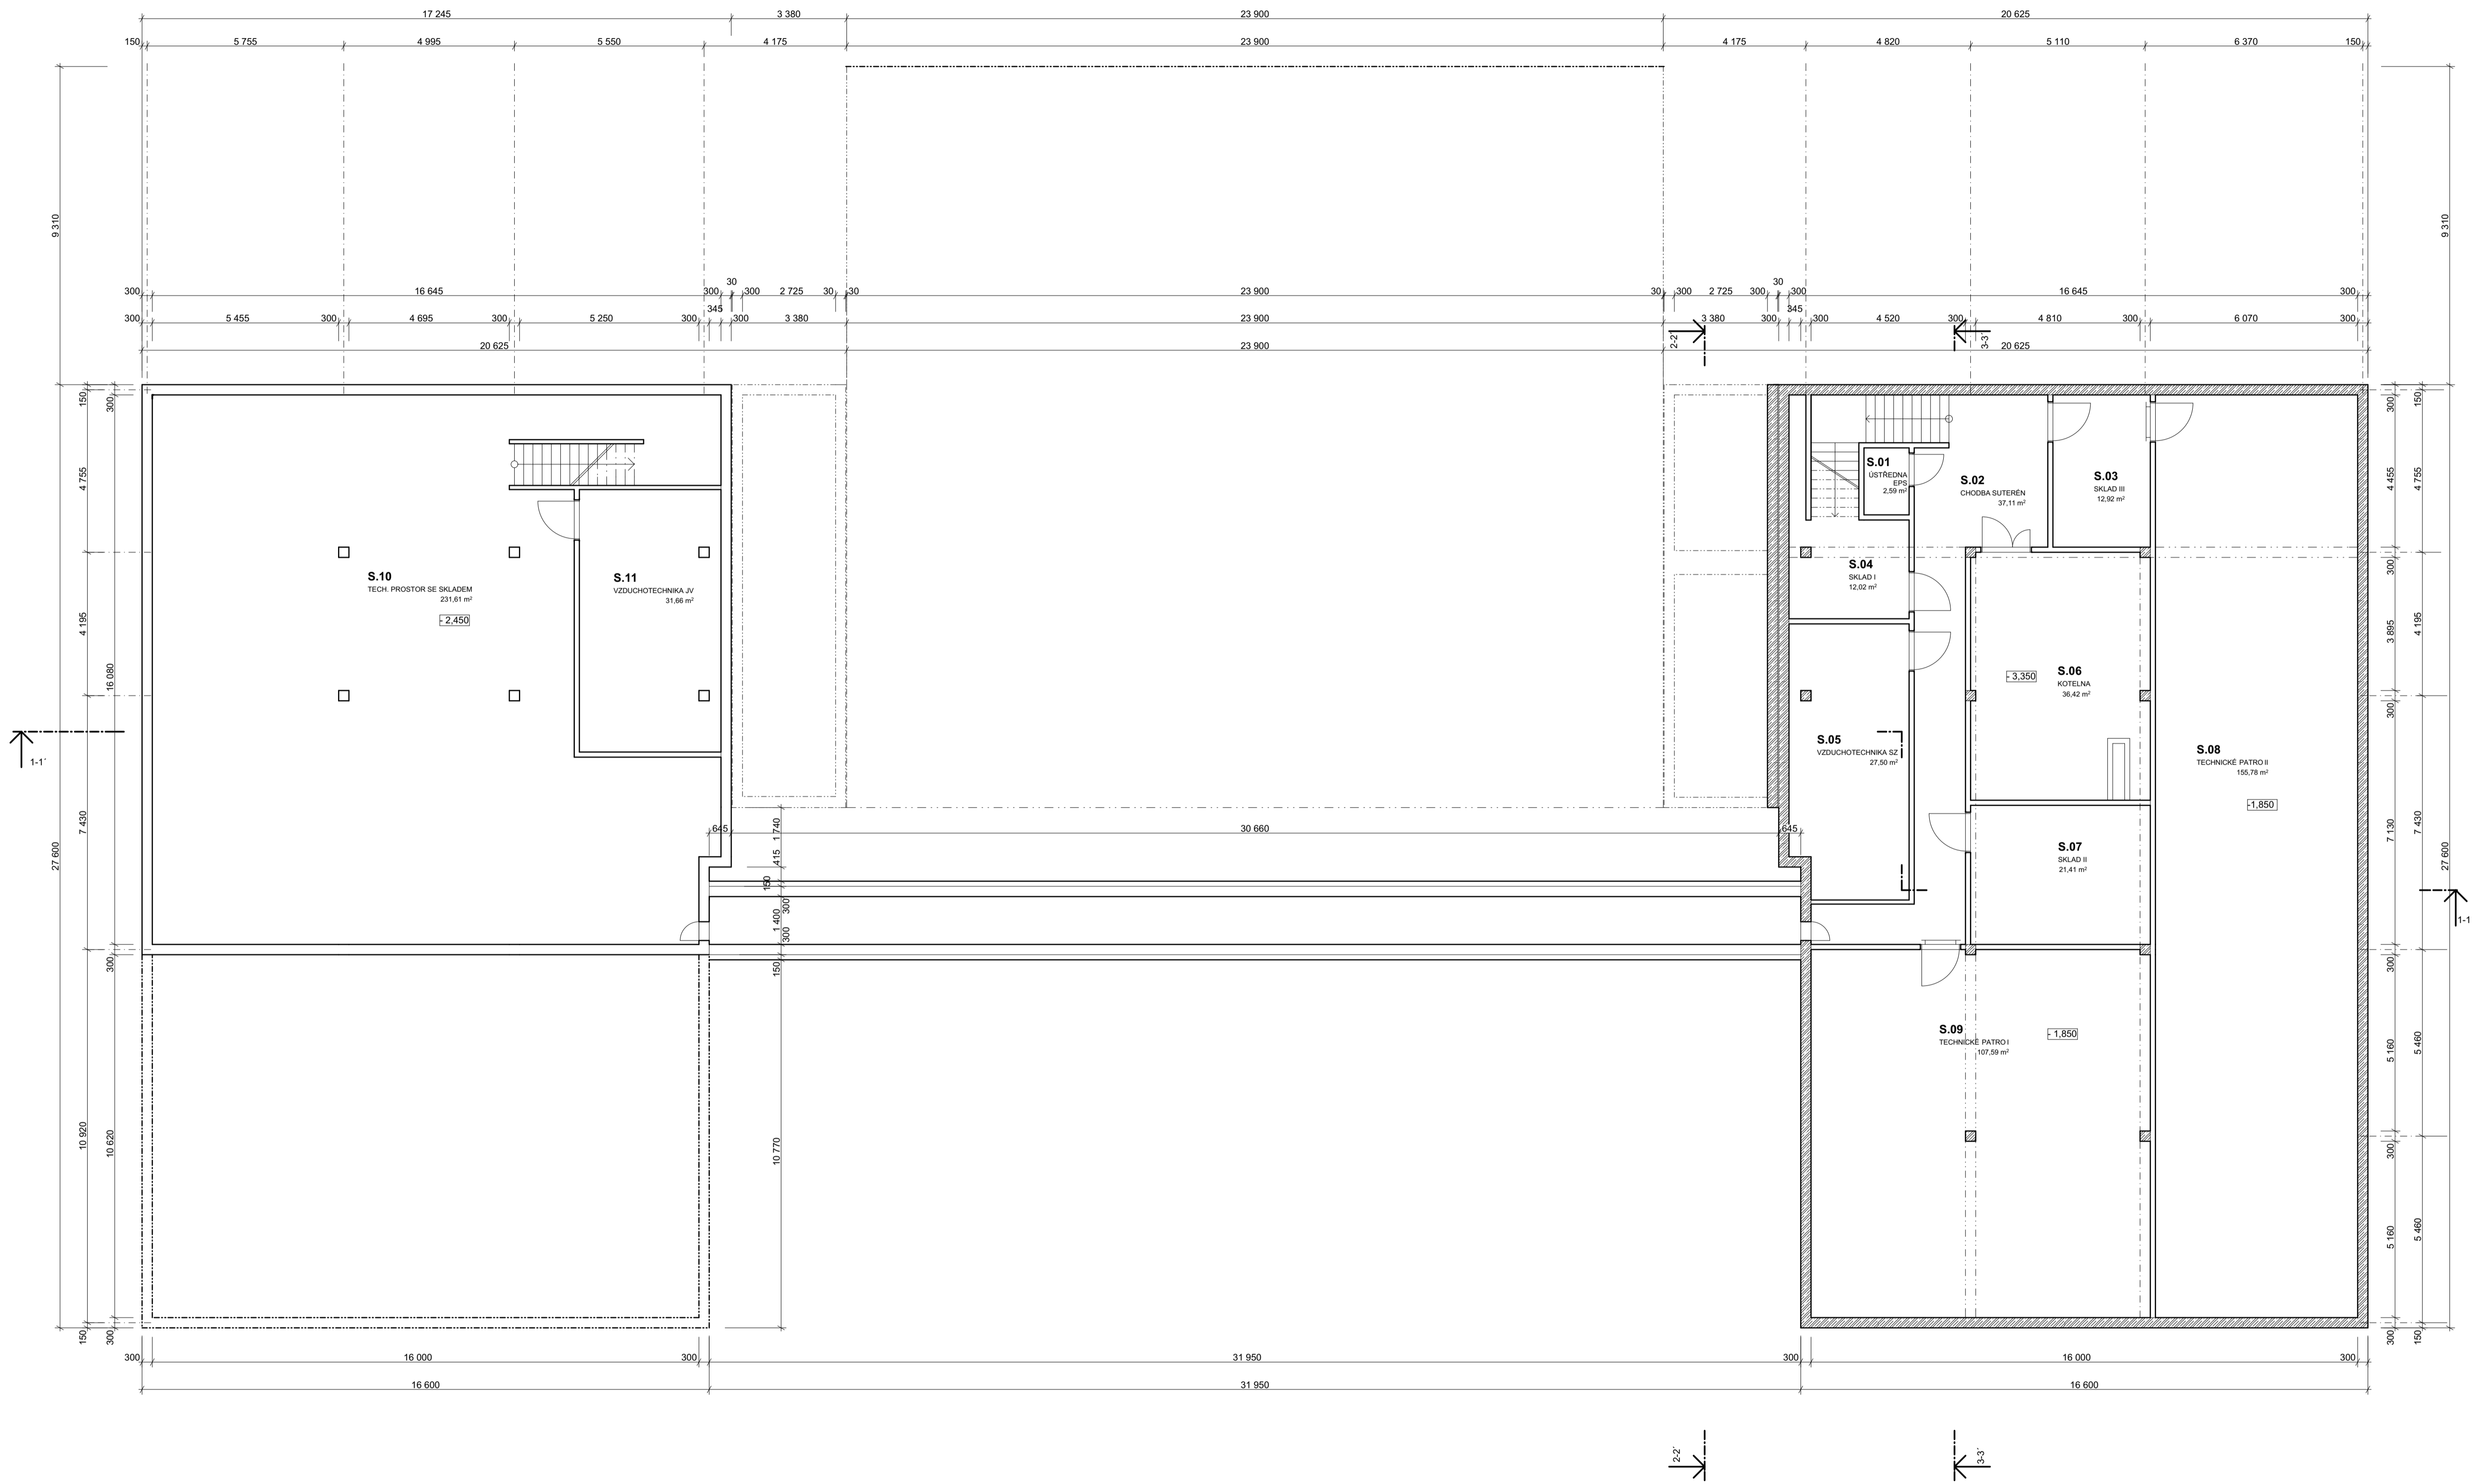 17 245 3 380 23 900 20 625
150 5 755 4 995 5 550 4 175 23 900 4 175 4 820 5 110 6 370 150
9 310 9 310
300 16 645 300 30 300 2 725 30 30 23 900 30 300 2 725 300 30 300 16 645 300
345 345
300 5 455 300 4 695 300 5 250 300 300 3 380 23 900 3 380 300 300 4 520 300 4 810 300 6 070 300
20 625 23 900 20 625
2-2´ 3-3´
150 300 300 150
4 755 4 455 4 755
S.01
ÚSTŘEDNA
EPS
2,59 m²
S.02
CHODBA SUTERÉN
37,11 m²
S.03
SKLAD III
12,92 m²
S.10
TECH. PROSTOR SE SKLADEM
231,61 m²
- 2,450
S.11
VZDUCHOTECHNIKA JV
31,66 m²
S.04
SKLAD I
12,02 m²
300
4 195 3 895 4 195
16 080
- 3,350
S.06
KOTELNA
36,42 m²
300
1-1´
S.05
VZDUCHOTECHNIKA SZ
27,50 m²
S.08
TECHNICKÉ PATRO II
155,78 m²
-1,850
7 430 7 130 7 430
27 600 27 600
645 1 740 30 660 645
415
150
300
1 400
300
150
S.07
SKLAD II
21,41 m²
1-1
300 300
S.09
TECHNICKÉ PATRO I
107,59 m²
- 1,850
10 920 10 620 10 770 5 160 5 460
300
5 160 5 460
150 300 300 150
300 16 000 300 31 950 300 16 000 300
16 600 31 950 16 600
2-2´ 3-3´